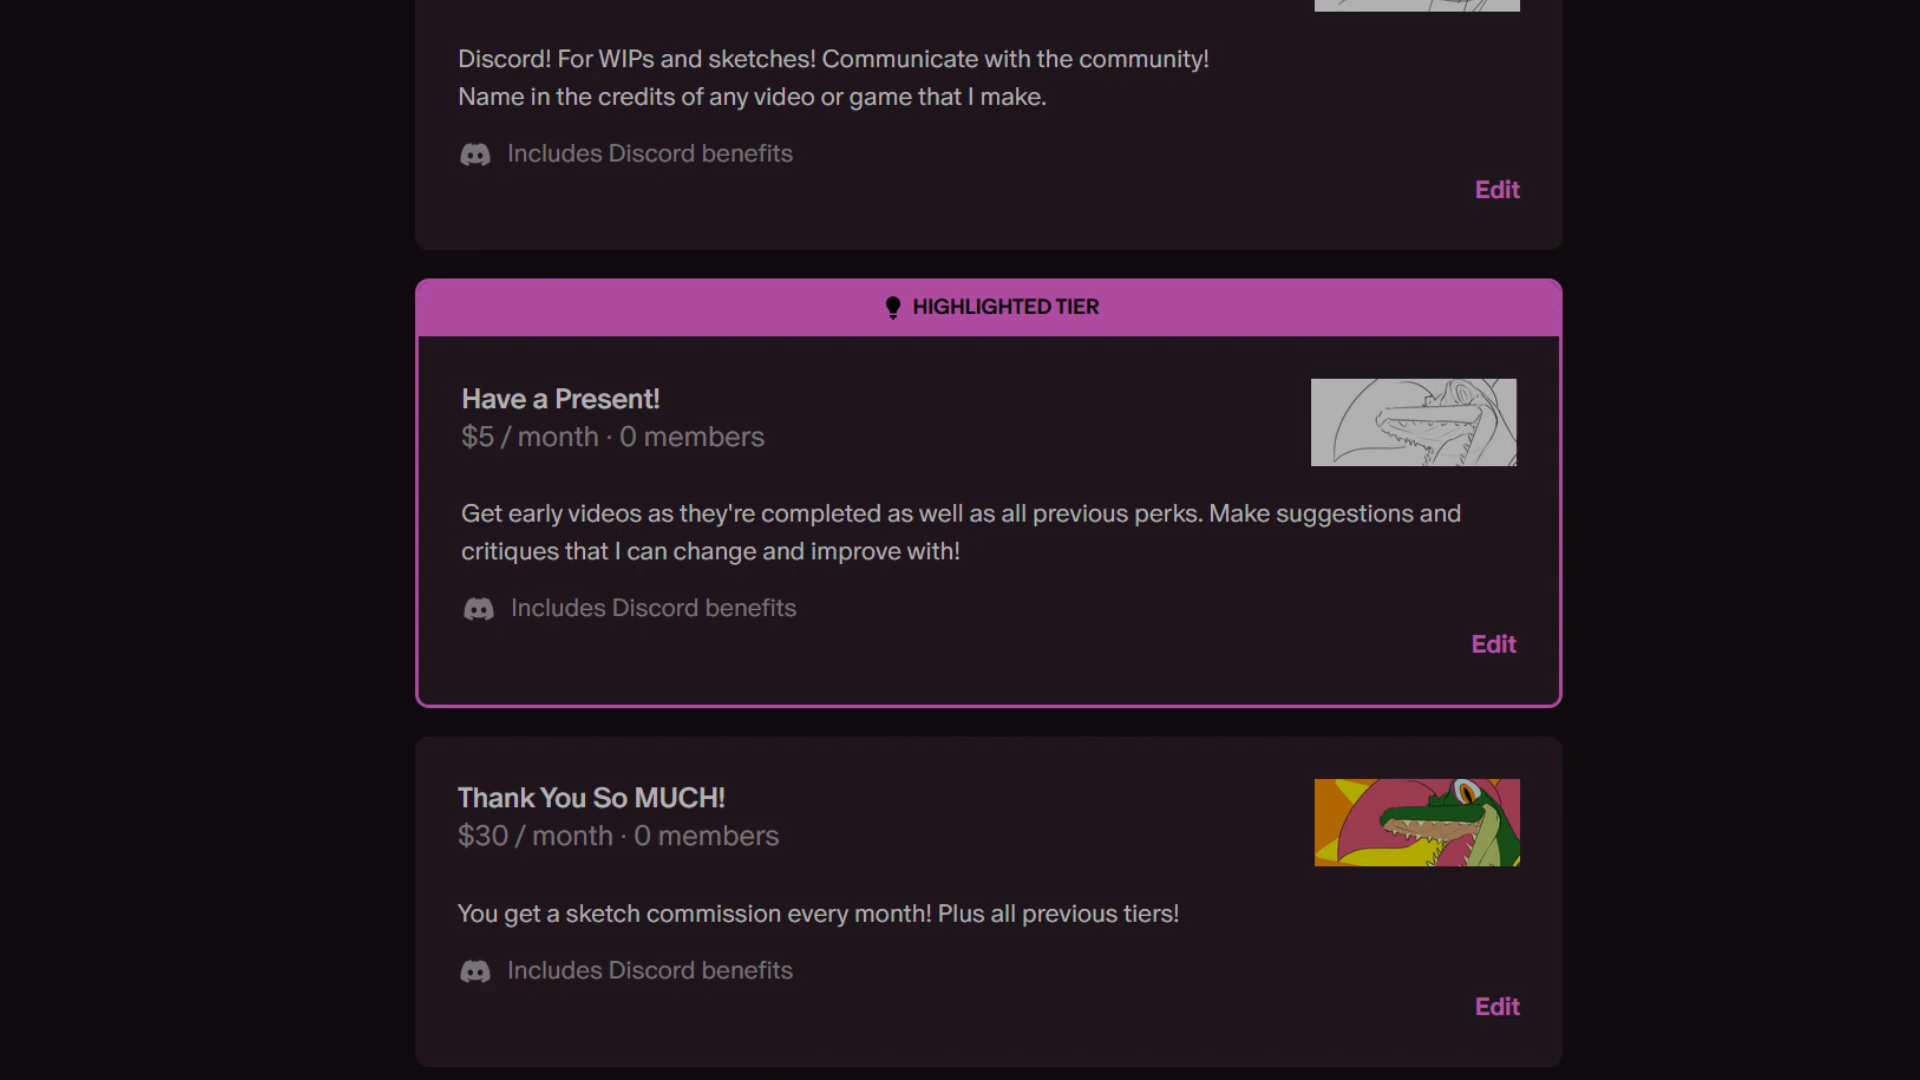 Discord! For WIPs and sketches! Communicate with the community!
Name in the credits of any video or game that I make.
Includes Discord benefits
Edit
HIGHLIGHTED TIER
Have a Present!
$5 / month · 0 members
Get early videos as they're completed as well as all previous perks. Make suggestions and
critiques that I can change and improve with!
Includes Discord benefits
Edit
Thank You So MUCH!
$30 / month · 0 members
You get a sketch commission every month! Plus all previous tiers!
Includes Discord benefits
Edit